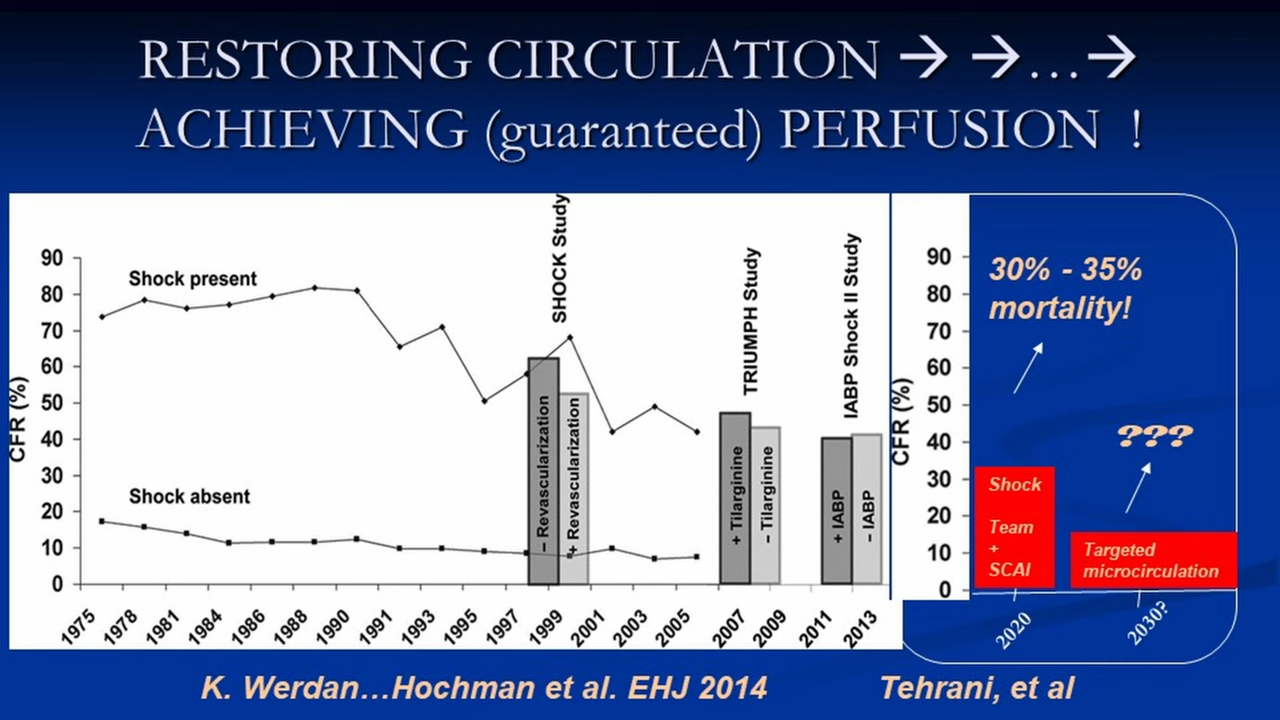 RESTORING CIRCULATION → →…→
ACHIEVING (guaranteed) PERFUSION !
CFR (%)
90
80
70
60
50
40
30
20
10
0
Shock present
Shock absent
SHOCK Study
– Revascularization
+ Revascularization
TRIUMPH Study
+ Tilarginine
– Tilarginine
IABP Shock II Study
+ IABP
– IABP
1975
1978
1981
1984
1986
1988
1990
1991
1993
1995
1997
1999
2001
2003
2005
2007
2009
2011
2013
CFR (%)
90
80
70
60
50
40
30
20
10
0
30% - 35%
mortality!
???
Shock
Team
+
SCAI
Targeted
microcirculation
2020
2030?
K. Werdan…Hochman et al. EHJ 2014
Tehrani, et al